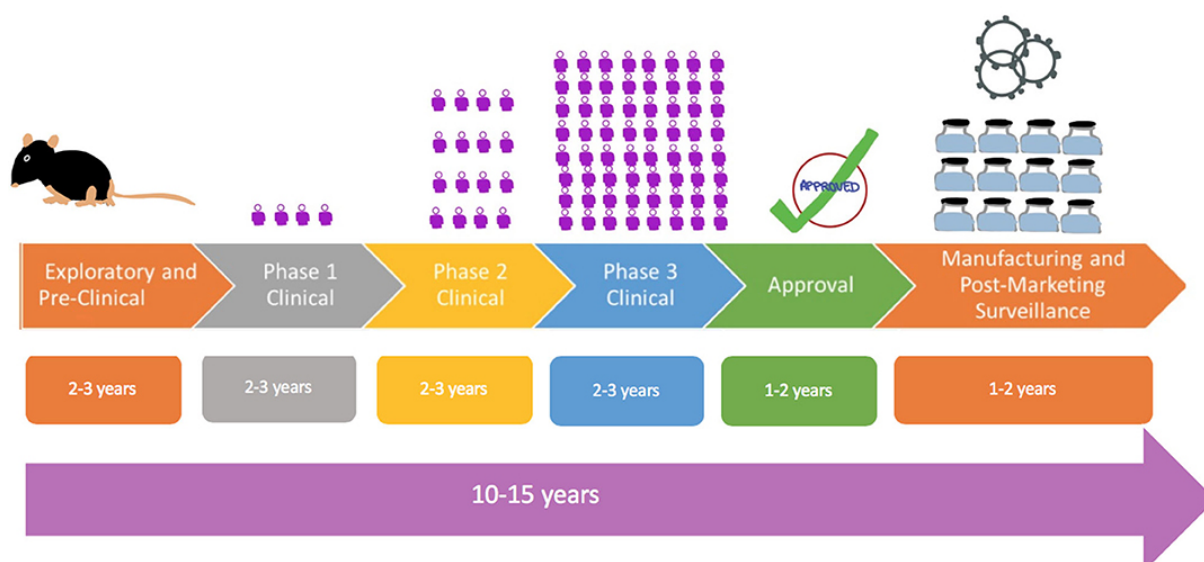 APPROVED
Exploratory and
Pre-Clinical
Phase 1
Clinical
Phase 2
Clinical
Phase 3
Clinical
Approval
Manufacturing and
Post-Marketing
Surveillance
2-3 years
2-3 years
2-3 years
2-3 years
1-2 years
1-2 years
10-15 years